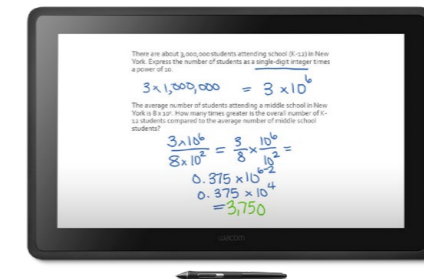 There are about 3,000,000 students attending school (K-12) in New
York. Express the number of students as a single-digit integer times
a power of 10.
3 × 1,000,000 = 3 × 10⁶
The average number of students attending a middle school in New
York is 8 x 10². How many times greater is the overall number of K-
12 students compared to the average number of middle school
students?
3×10⁶ / 8×10² = 3/8 × 10⁶/10² =
0.375 × 10⁶⁻²
0.375 × 10⁴
= 3,750
wacom